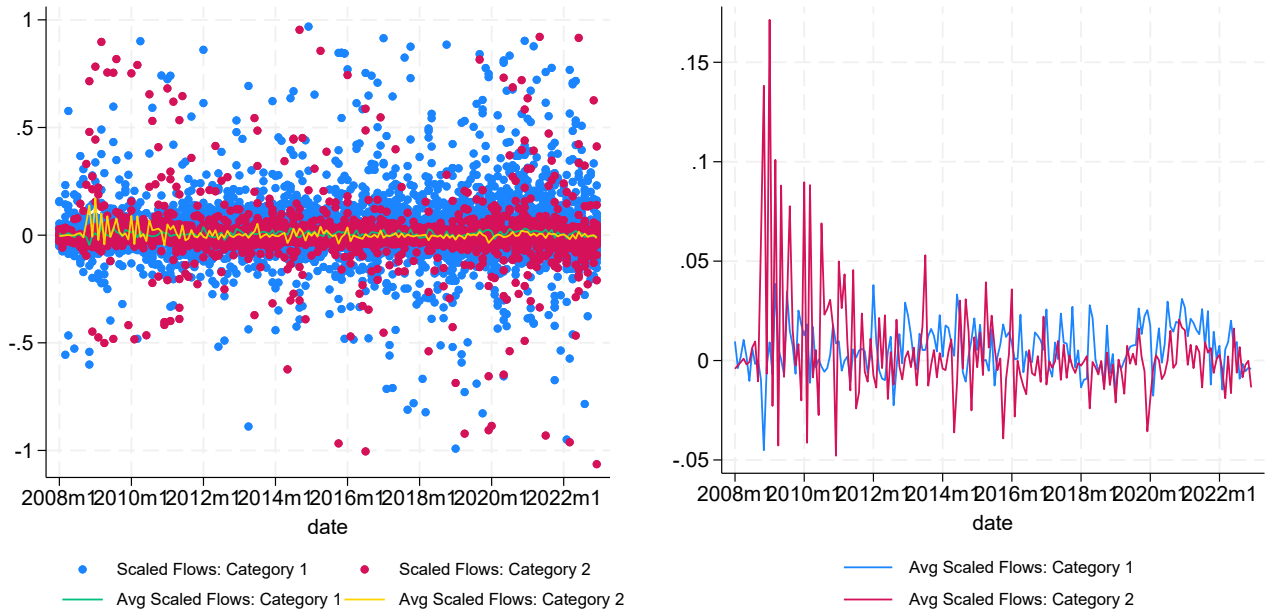 1
.5
0
-.5
-1
2008m1 2010m1 2012m1 2014m1 2016m1 2018m1 2020m1 2022m1
date
Scaled Flows: Category 1 Scaled Flows: Category 2
Avg Scaled Flows: Category 1 Avg Scaled Flows: Category 2
.15
.1
.05
0
-.05
2008m1 2010m1 2012m1 2014m1 2016m1 2018m1 2020m1 2022m1
date
Avg Scaled Flows: Category 1
Avg Scaled Flows: Category 2